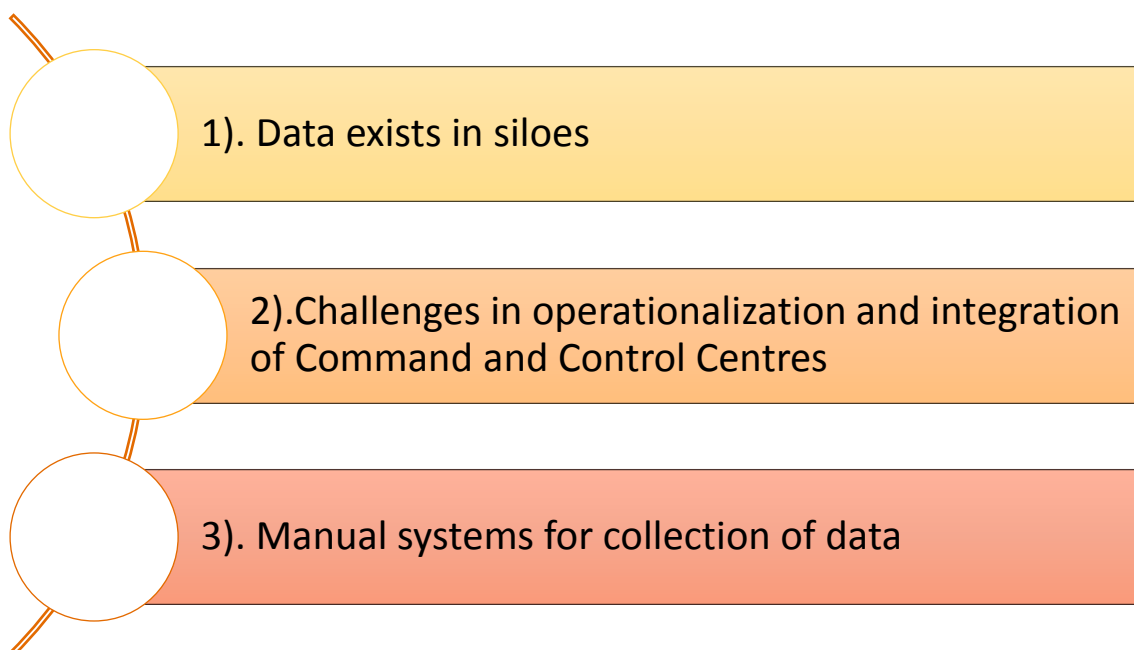 1). Data exists in siloes
2).Challenges in operationalization and integration
of Command and Control Centres
3). Manual systems for collection of data